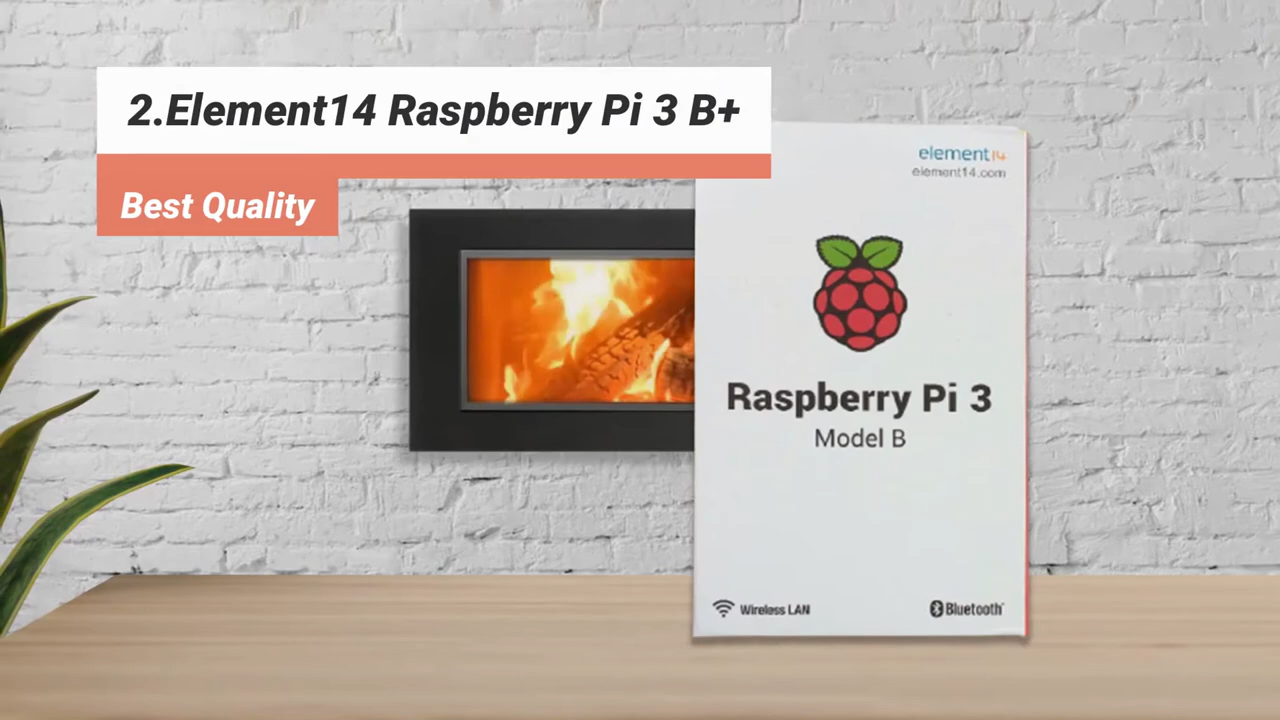 2.Element14 Raspberry Pi 3 B+
Best Quality
element14
element14.com
Raspberry Pi 3
Model B
Wireless LAN
Bluetooth